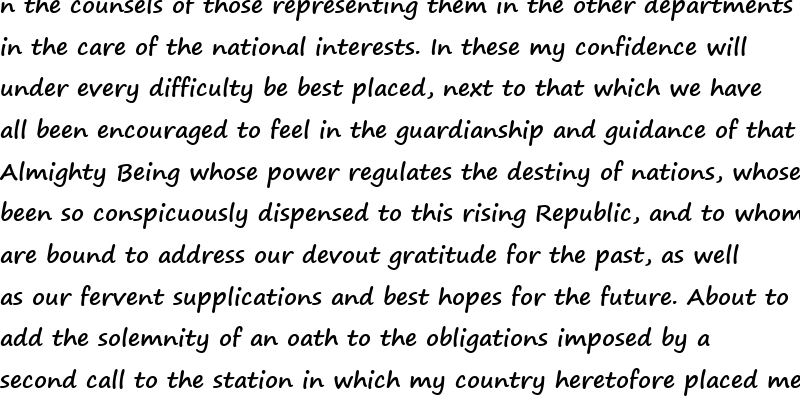 n the counsels of those representing them in the other departments
in the care of the national interests. In these my confidence will
under every difficulty be best placed, next to that which we have
all been encouraged to feel in the guardianship and guidance of that
Almighty Being whose power regulates the destiny of nations, whose
been so conspicuously dispensed to this rising Republic, and to whom
are bound to address our devout gratitude for the past, as well
as our fervent supplications and best hopes for the future. About to
add the solemnity of an oath to the obligations imposed by a
second call to the station in which my country heretofore placed me